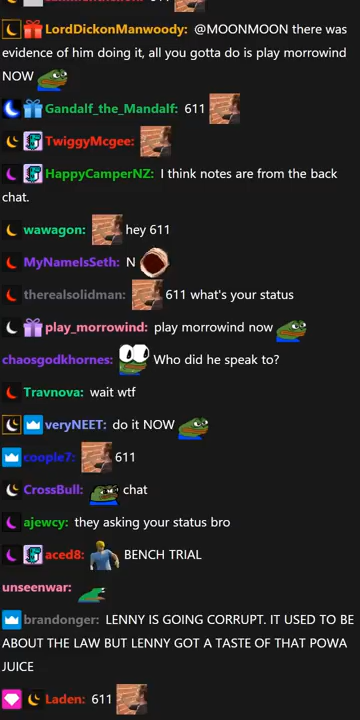 611
LordDickonManwoody: @MOONMOON there was
evidence of him doing it, all you gotta do is play morrowind
NOW
Gandalf_the_Mandalf: 611
TwiggyMcgee:
HappyCamperNZ: I think notes are from the back
chat.
wawagon: hey 611
MyNameIsSeth: N
therealsolidman: 611 what's your status
play_morrowind: play morrowind now
chaosgodkhornes: Who did he speak to?
Travnova: wait wtf
veryNEET: do it NOW
coople7: 611
CrossBull: chat
ajewcy: they asking your status bro
aced8: BENCH TRIAL
unseenwar:
brandonger: LENNY IS GOING CORRUPT. IT USED TO BE
ABOUT THE LAW BUT LENNY GOT A TASTE OF THAT POWA
JUICE
Laden: 611